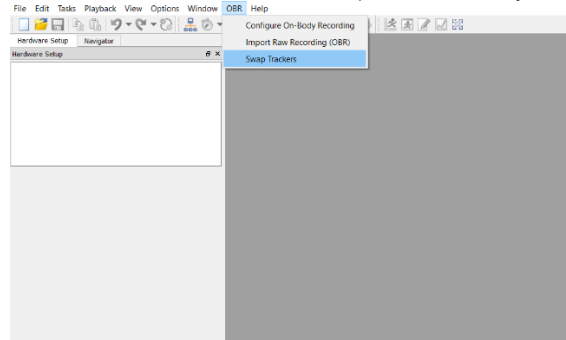 File Edit Tasks Playback View Options Window OBR Help
Configure On-Body Recording
Import Raw Recording (OBR)
Swap Trackers
Hardware Setup Navigator
Hardware Setup